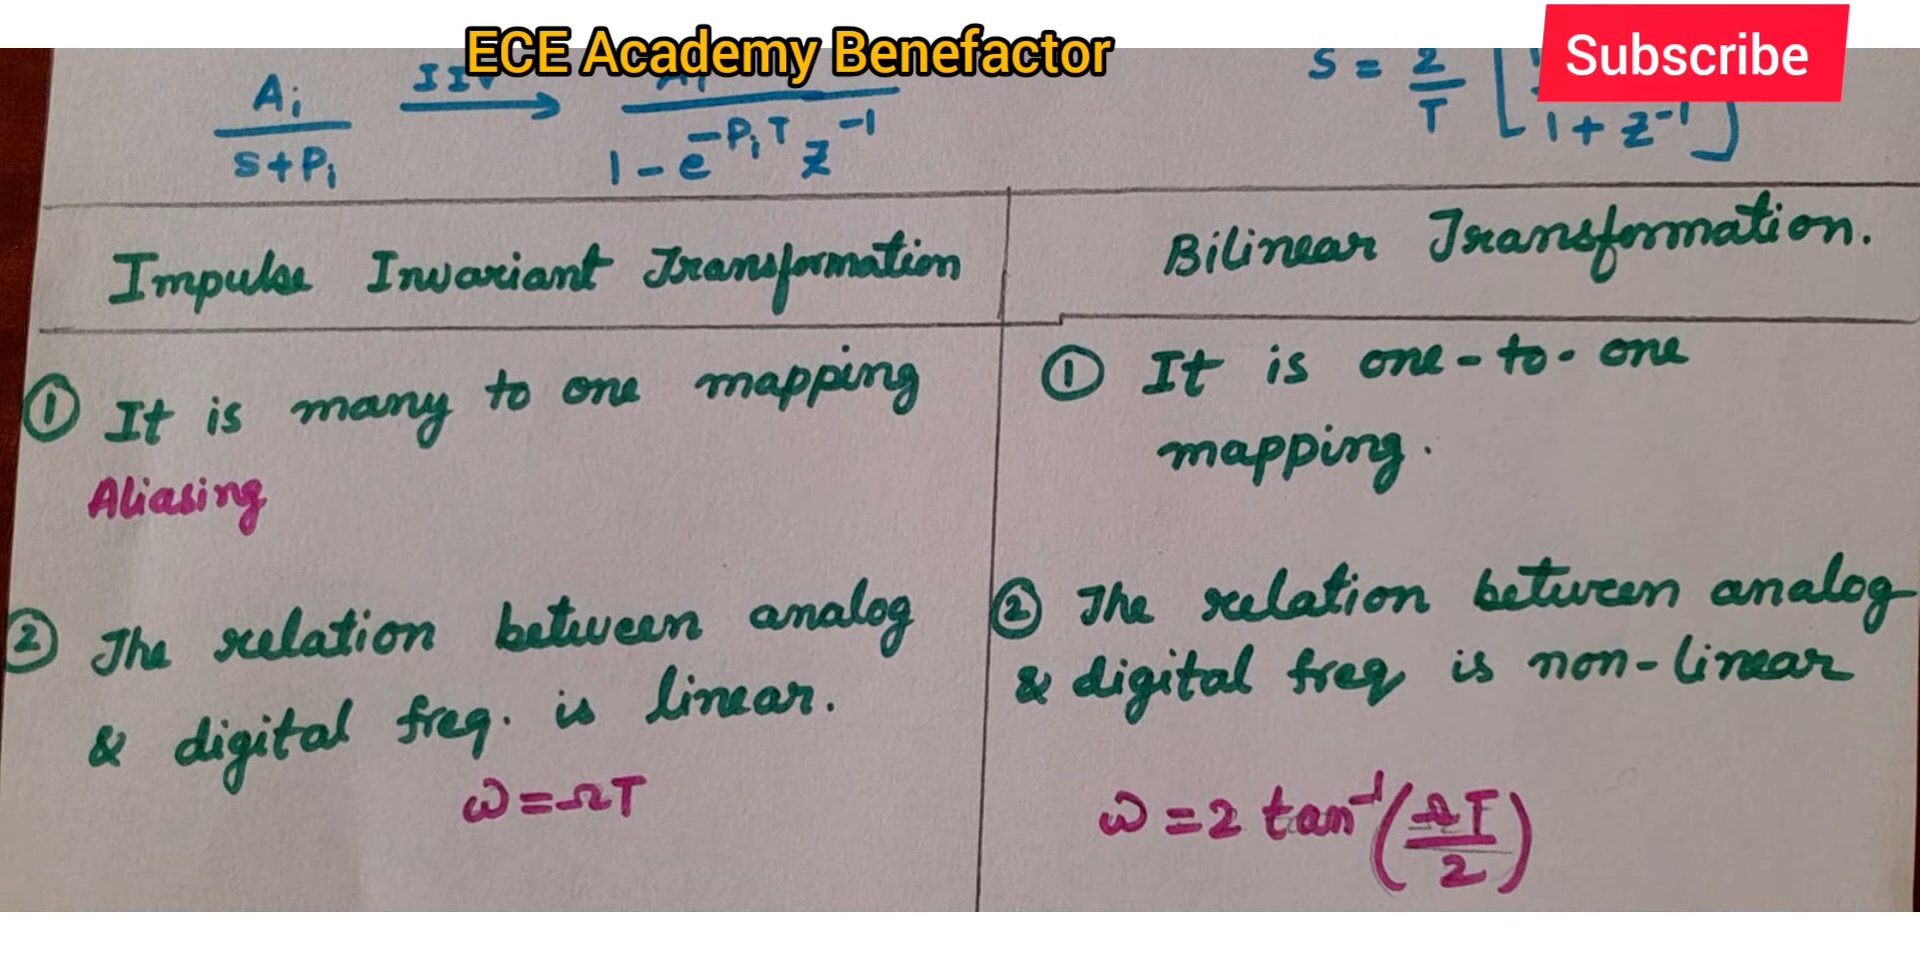 ECE Academy Benefactor
Subscribe
Ai / s+Pi → / 1-e^-PiT z^-1
S = 2/T [ / 1+z^-1 ]
Impulse Invariant Transformation
Bilinear Transformation.
① It is many to one mapping
Aliasing
② The relation between analog
& digital freq. is linear.
ω=ΩT
① It is one-to-one
mapping.
② The relation between analog
& digital freq is non-linear
ω=2 tan^-1(ΩT/2)